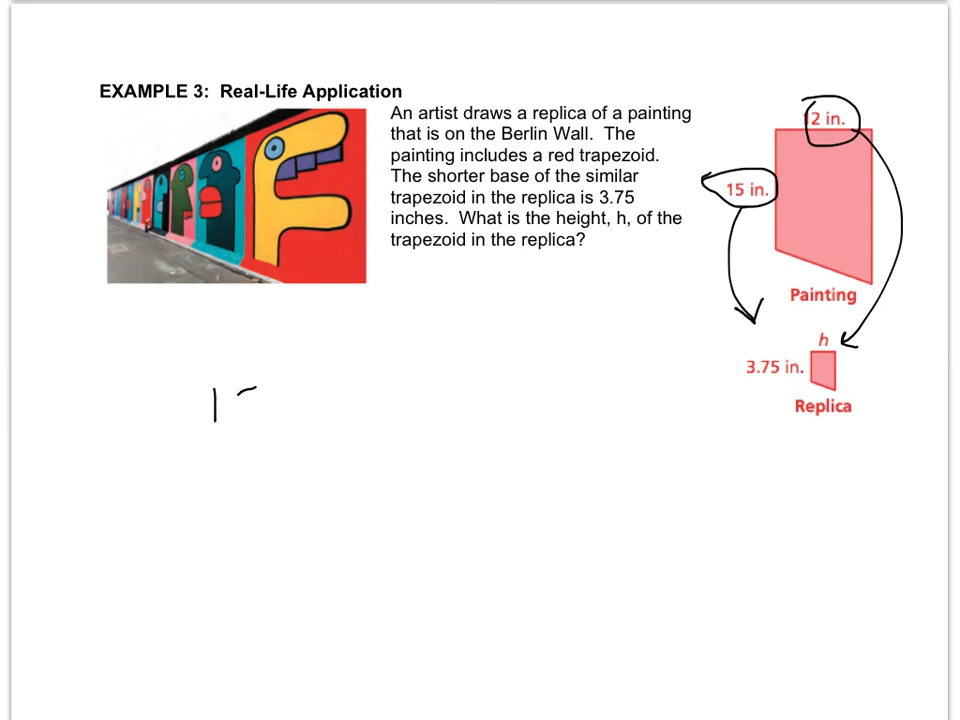 EXAMPLE 3: Real-Life Application
An artist draws a replica of a painting
that is on the Berlin Wall. The
painting includes a red trapezoid.
The shorter base of the similar
trapezoid in the replica is 3.75
inches. What is the height, h, of the
trapezoid in the replica?
12 in.
15 in.
Painting
h
3.75 in.
Replica